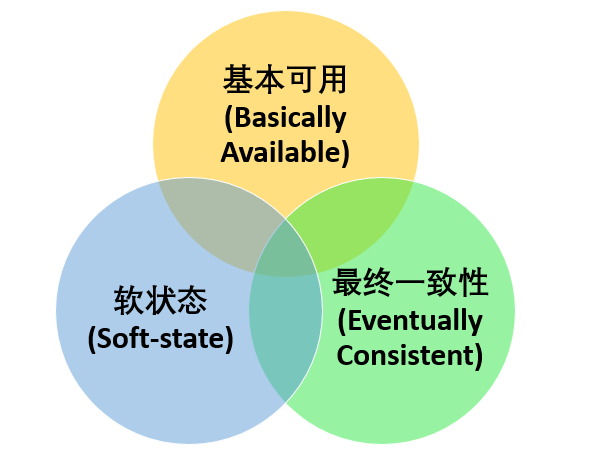 基本可用
(Basically
Available)
软状态
(Soft-state)
最终一致性
(Eventually
Consistent)